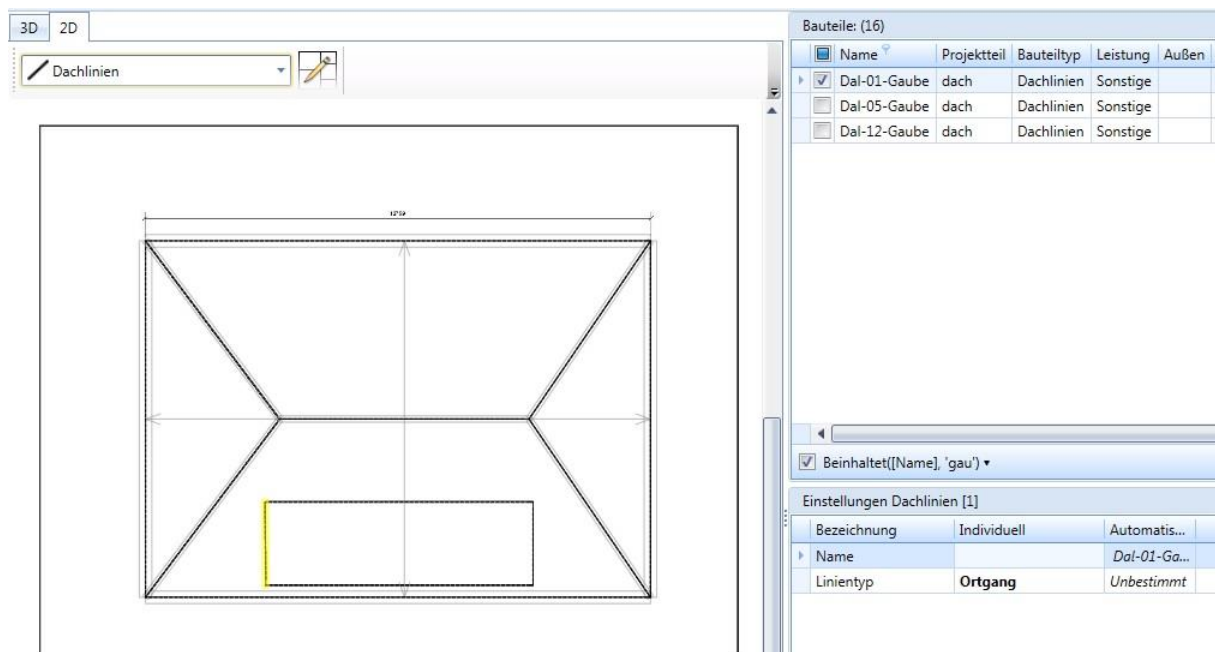 3D 2D
Dachlinien
Bauteile: (16)
Name Projektteil Bauteiltyp Leistung Außen
Dal-01-Gaube dach Dachlinien Sonstige
Dal-05-Gaube dach Dachlinien Sonstige
Dal-12-Gaube dach Dachlinien Sonstige
Beinhaltet([Name], 'gau')
Einstellungen Dachlinien [1]
Bezeichnung Individuell Automatis...
Name Dal-01-Ga...
Linientyp Ortgang Unbestimmt